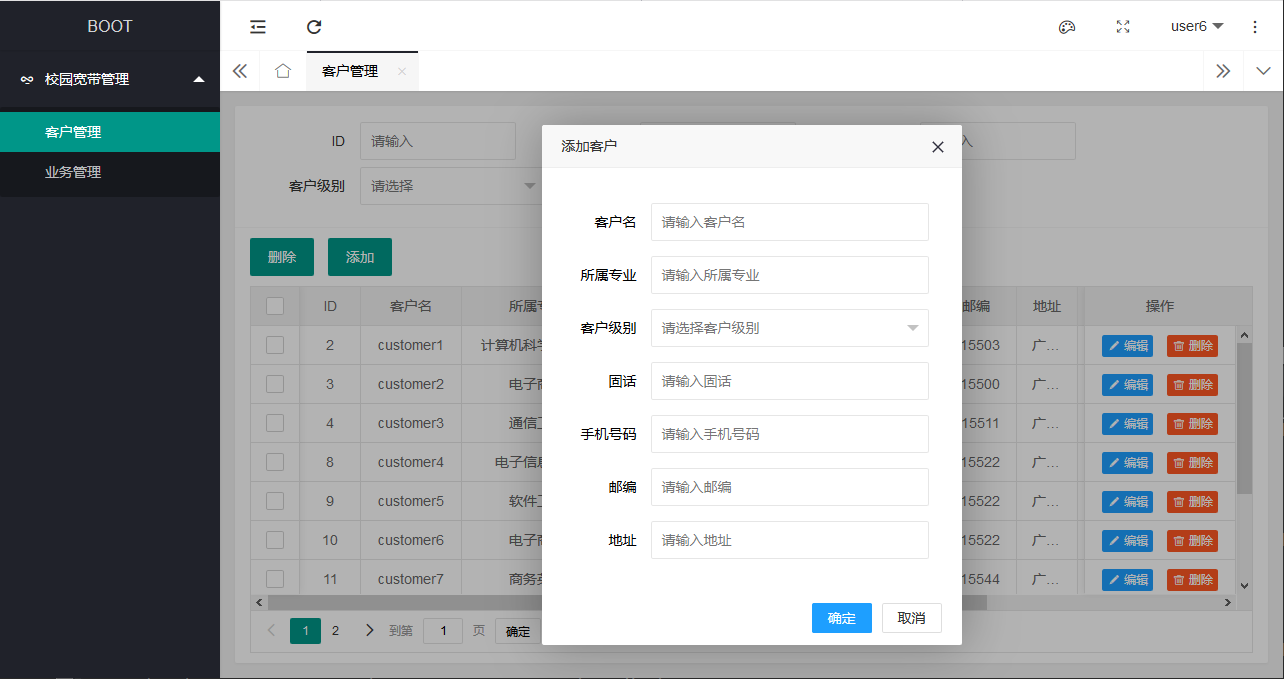 BOOT
user6
校园宽带管理
客户管理
客户管理
业务管理
ID 请输入
入
客户级别 请选择
删除 添加
添加客户
客户名 请输入客户名
所属专业 请输入所属专业
客户级别 请选择客户级别
固话 请输入固话
手机号码 请输入手机号码
邮编 请输入邮编
地址 请输入地址
确定 取消
ID 客户名 所属 邮编 地址 操作
2 customer1 计算机科 15503 广... 编辑 删除
3 customer2 电子 15500 广... 编辑 删除
4 customer3 通信 15511 广... 编辑 删除
8 customer4 电子信 15522 广... 编辑 删除
9 customer5 软件 15522 广... 编辑 删除
10 customer6 电子 15522 广... 编辑 删除
11 customer7 商务 15544 广... 编辑 删除
1 2 到第 1 页 确定